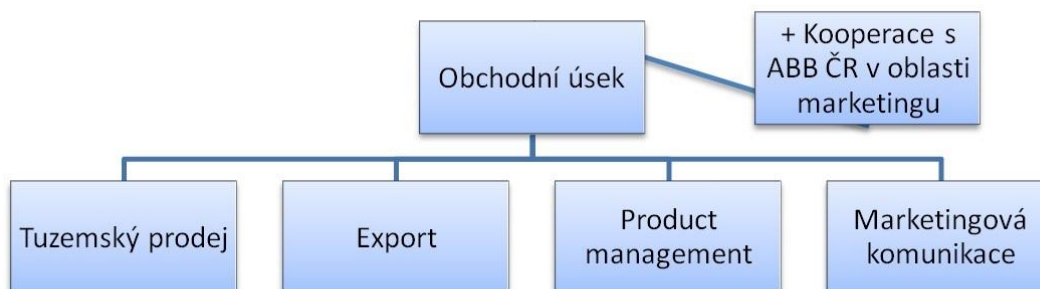 Obchodní úsek
+ Kooperace s
ABB ČR v oblasti
marketingu
Tuzemský prodej
Export
Product
management
Marketingová
komunikace